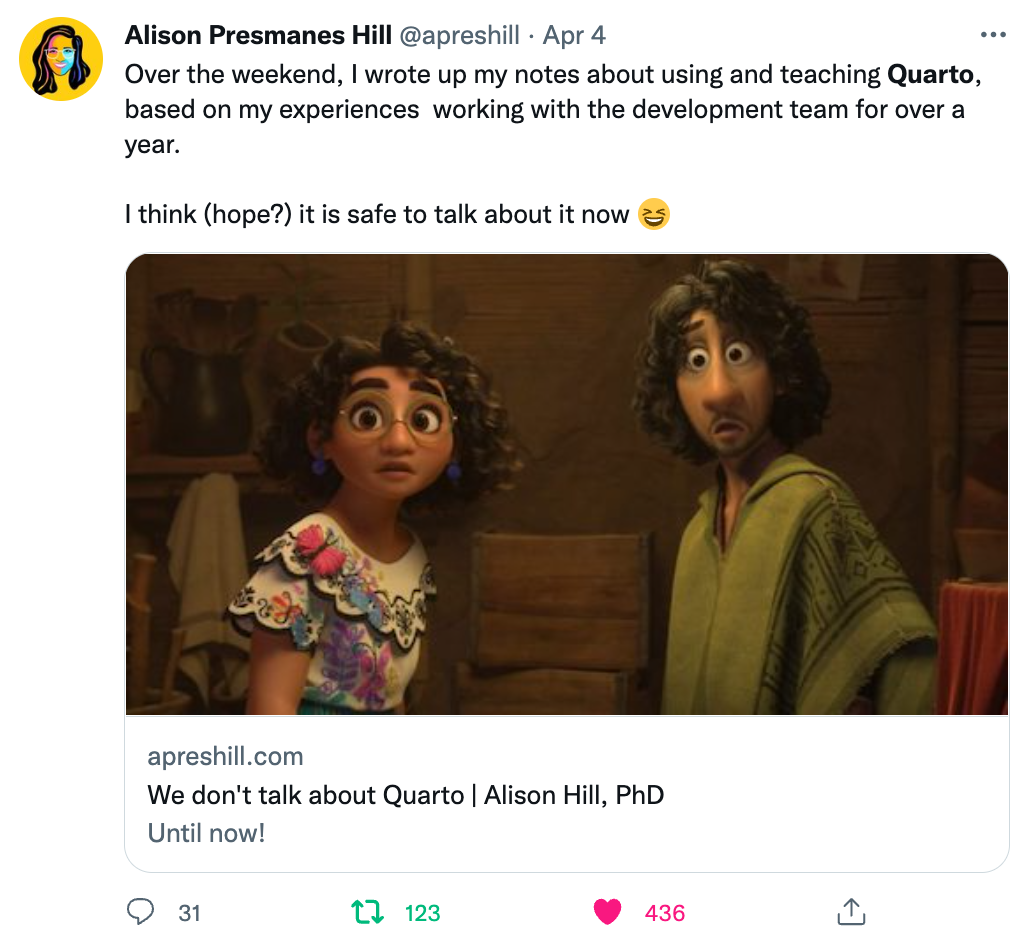 Alison Presmanes Hill @apreshill · Apr 4
Over the weekend, I wrote up my notes about using and teaching Quarto,
based on my experiences  working with the development team for over a
year.
I think (hope?) it is safe to talk about it now 😆
apreshill.com
We don't talk about Quarto | Alison Hill, PhD
Until now!
31 123 436